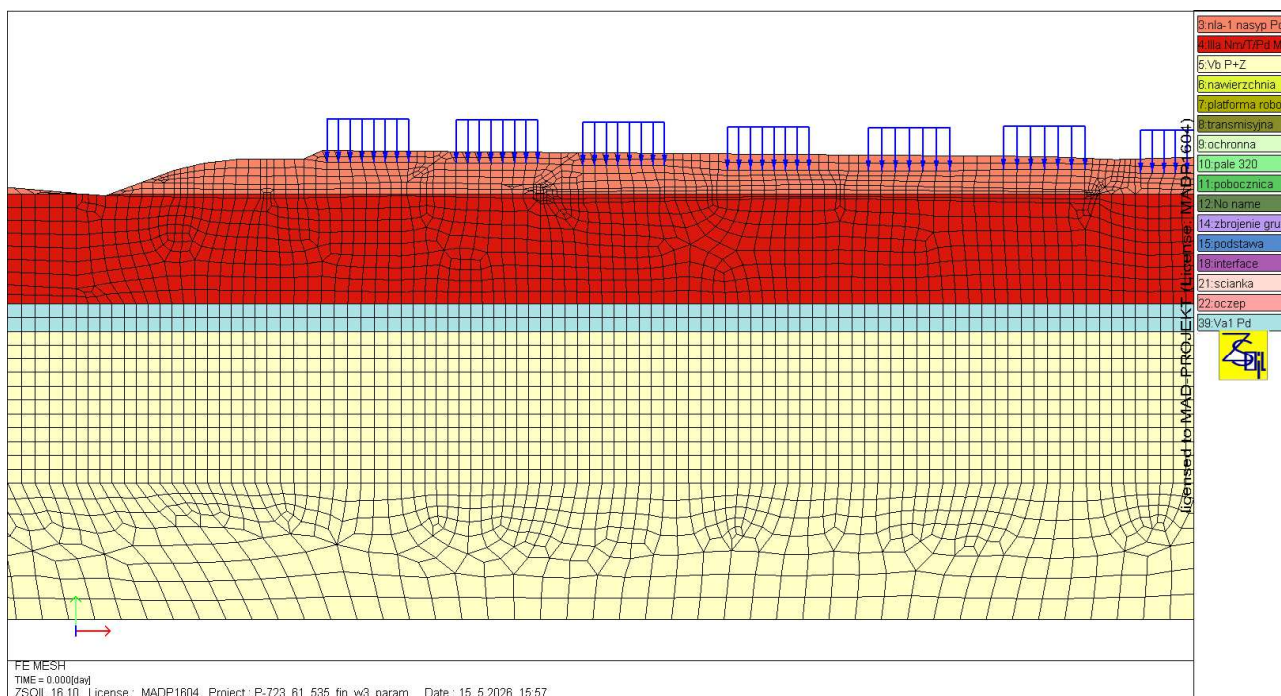 3:nla-1 nasyp Pd
4:IIIa Nm/T/Pd M
5:Vb P+Z
6:nawierzchnia
7:platforma robo
8:transmisyjna
9:ochronna
10:pale 320
11:pobocznica
12:No name
14:zbrojenie gru
15:podstawa
18:interface
21:scianka
22:oczep
39:Va1 Pd
licensed to MAD-PROJEKT (License: MADP1604)
FE MESH
TIME = 0.000[day]
ZSOIL 16.10 License : MADP1604 Project : P-723_61_535_fin_w3_param Date : 15.5.2026 15:57